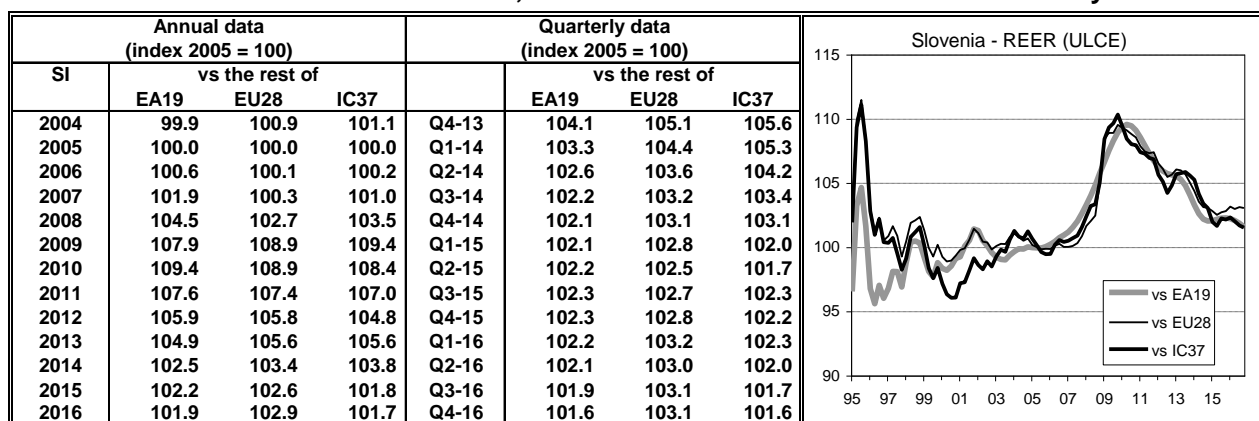 Annual data
(index 2005 = 100)
Quarterly data
(index 2005 = 100)
SI vs the rest of vs the rest of
EA19 EU28 IC37 EA19 EU28 IC37
2004 99.9 100.9 101.1 Q4-13 104.1 105.1 105.6
2005 100.0 100.0 100.0 Q1-14 103.3 104.4 105.3
2006 100.6 100.1 100.2 Q2-14 102.6 103.6 104.2
2007 101.9 100.3 101.0 Q3-14 102.2 103.2 103.4
2008 104.5 102.7 103.5 Q4-14 102.1 103.1 103.1
2009 107.9 108.9 109.4 Q1-15 102.1 102.8 102.0
2010 109.4 108.9 108.4 Q2-15 102.2 102.5 101.7
2011 107.6 107.4 107.0 Q3-15 102.3 102.7 102.3
2012 105.9 105.8 104.8 Q4-15 102.3 102.8 102.2
2013 104.9 105.6 105.6 Q1-16 102.2 103.2 102.3
2014 102.5 103.4 103.8 Q2-16 102.1 103.0 102.0
2015 102.2 102.6 101.8 Q3-16 101.9 103.1 101.7
2016 101.9 102.9 101.7 Q4-16 101.6 103.1 101.6
Slovenia - REER (ULCE)
115
110
105
100
95
90
95 97 99 01 03 05 07 09 11 13 15
vs EA19
vs EU28
vs IC37